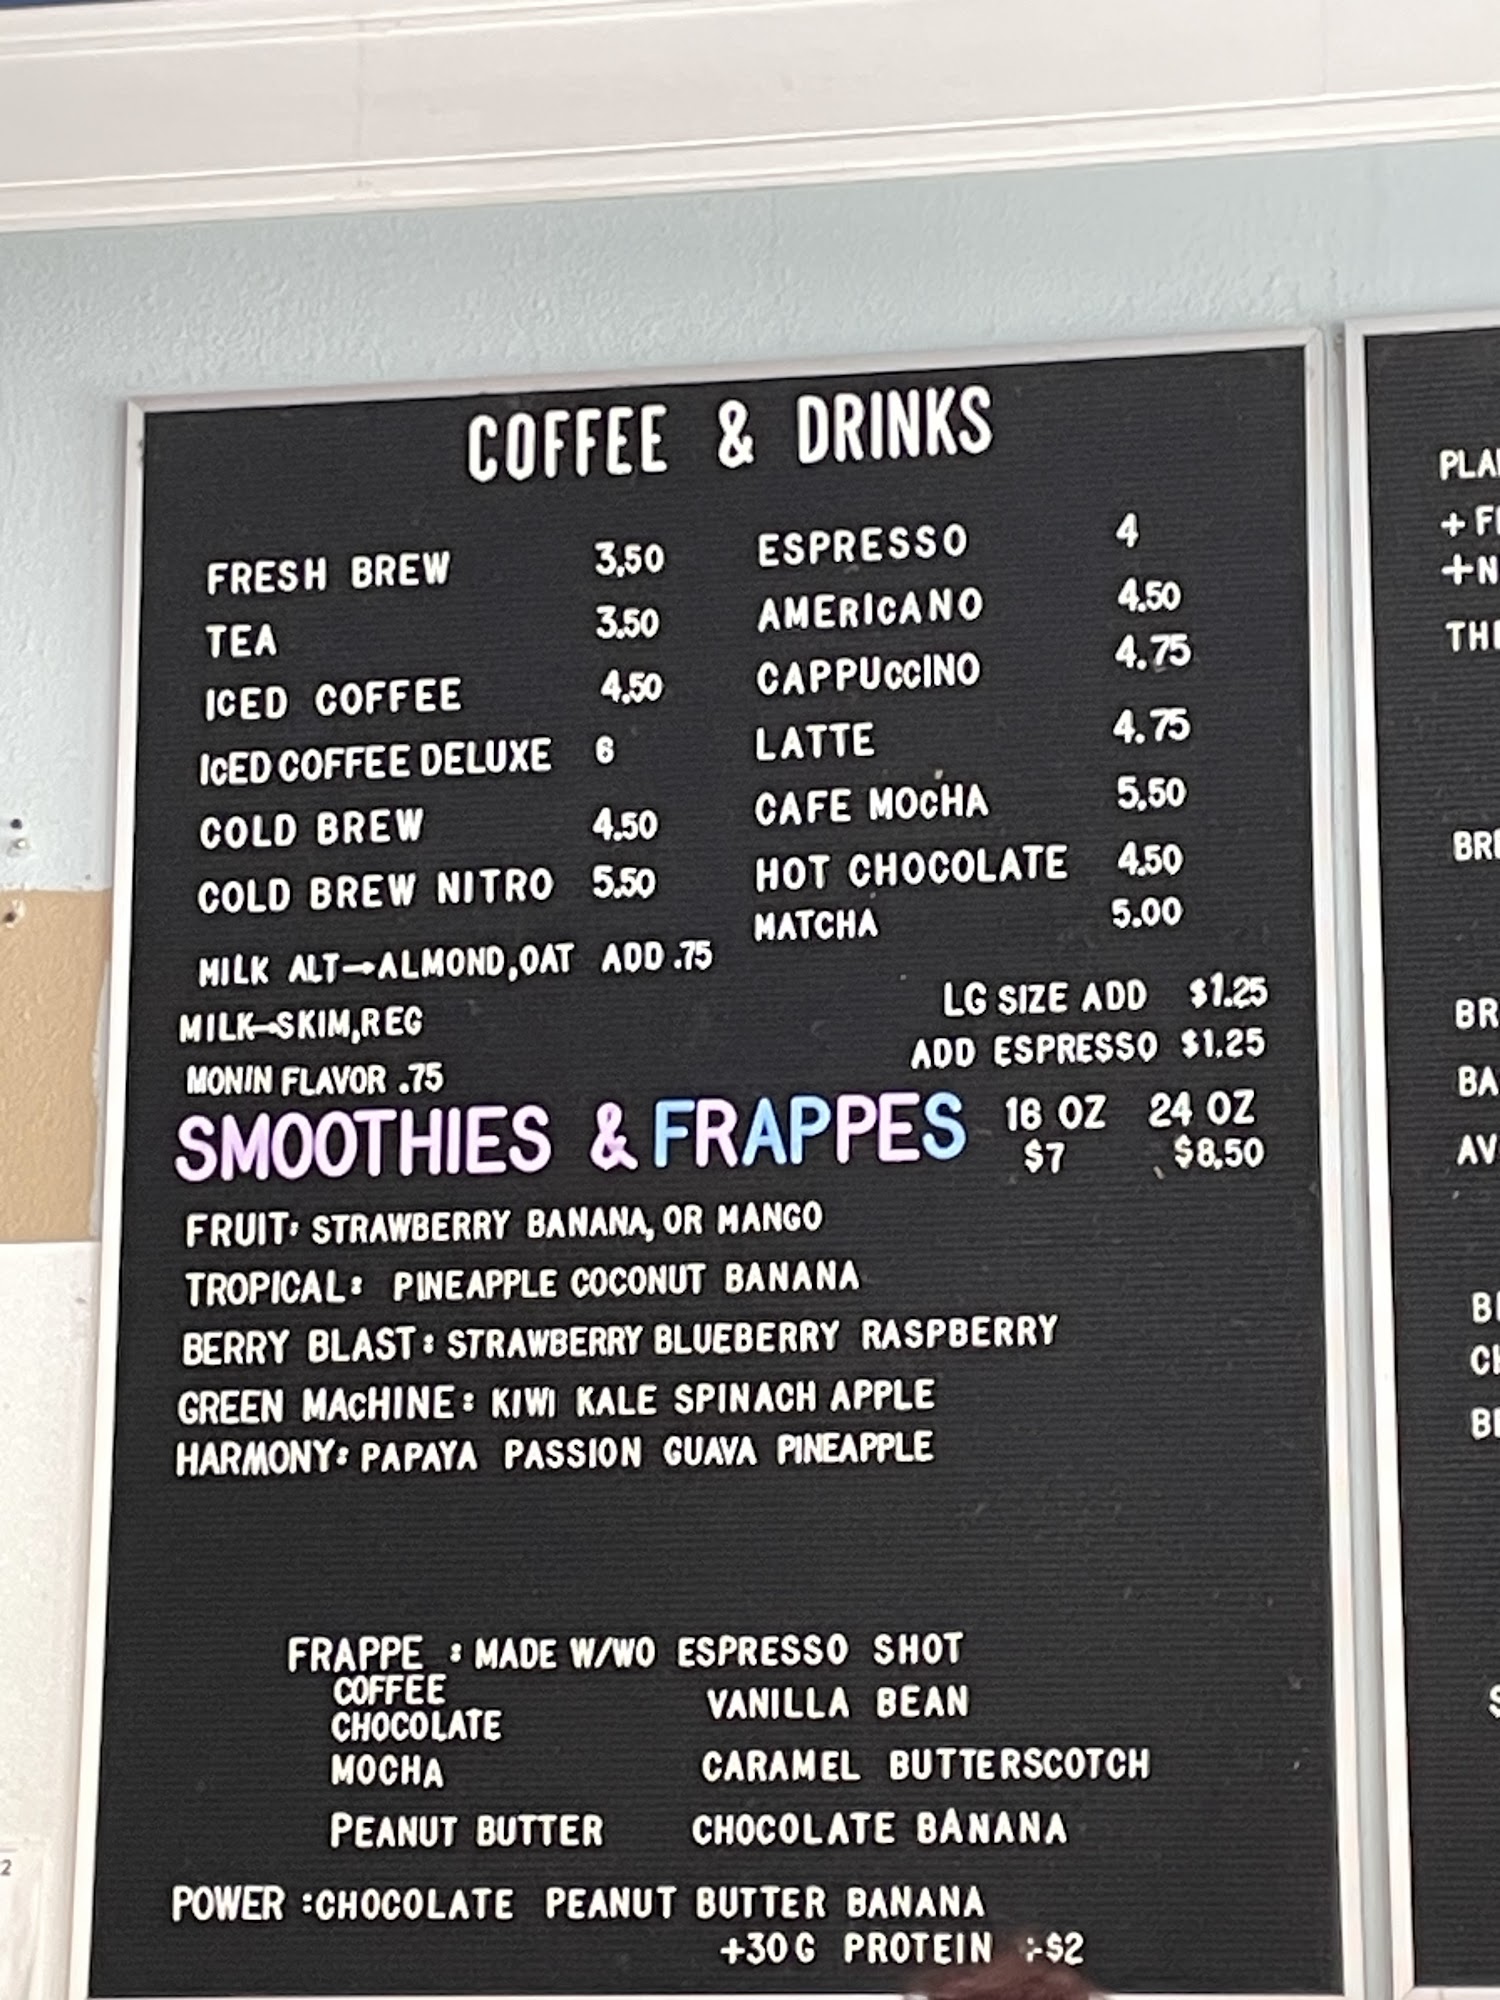 COFFEE & DRINKS
FRESH BREW 3,50
TEA 3.50
ICED COFFEE 4.50
ICED COFFEE DELUXE 6
COLD BREW 4.50
COLD BREW NITRO 5.50
MILK ALT→ALMOND,OAT ADD .75
MILK→SKIM,REG
MONIN FLAVOR .75
ESPRESSO 4
AMERICANO 4.50
CAPPUCCINO 4.75
LATTE 4.75
CAFE MOCHA 5,50
HOT CHOCOLATE 4.50
MATCHA 5.00
LG SIZE ADD $1.25
ADD ESPRESSO $1.25
SMOOTHIES & FRAPPES 16 OZ 24 OZ
$7 $8,50
FRUIT: STRAWBERRY BANANA, OR MANGO
TROPICAL: PINEAPPLE COCONUT BANANA
BERRY BLAST: STRAWBERRY BLUEBERRY RASPBERRY
GREEN MACHINE: KIWI KALE SPINACH APPLE
HARMONY: PAPAYA PASSION GUAVA PINEAPPLE
FRAPPE : MADE W/WO ESPRESSO SHOT
COFFEE
CHOCOLATE
MOCHA
PEANUT BUTTER
VANILLA BEAN
CARAMEL BUTTERSCOTCH
CHOCOLATE BANANA
POWER :CHOCOLATE PEANUT BUTTER BANANA
+30 G PROTEIN :-$2